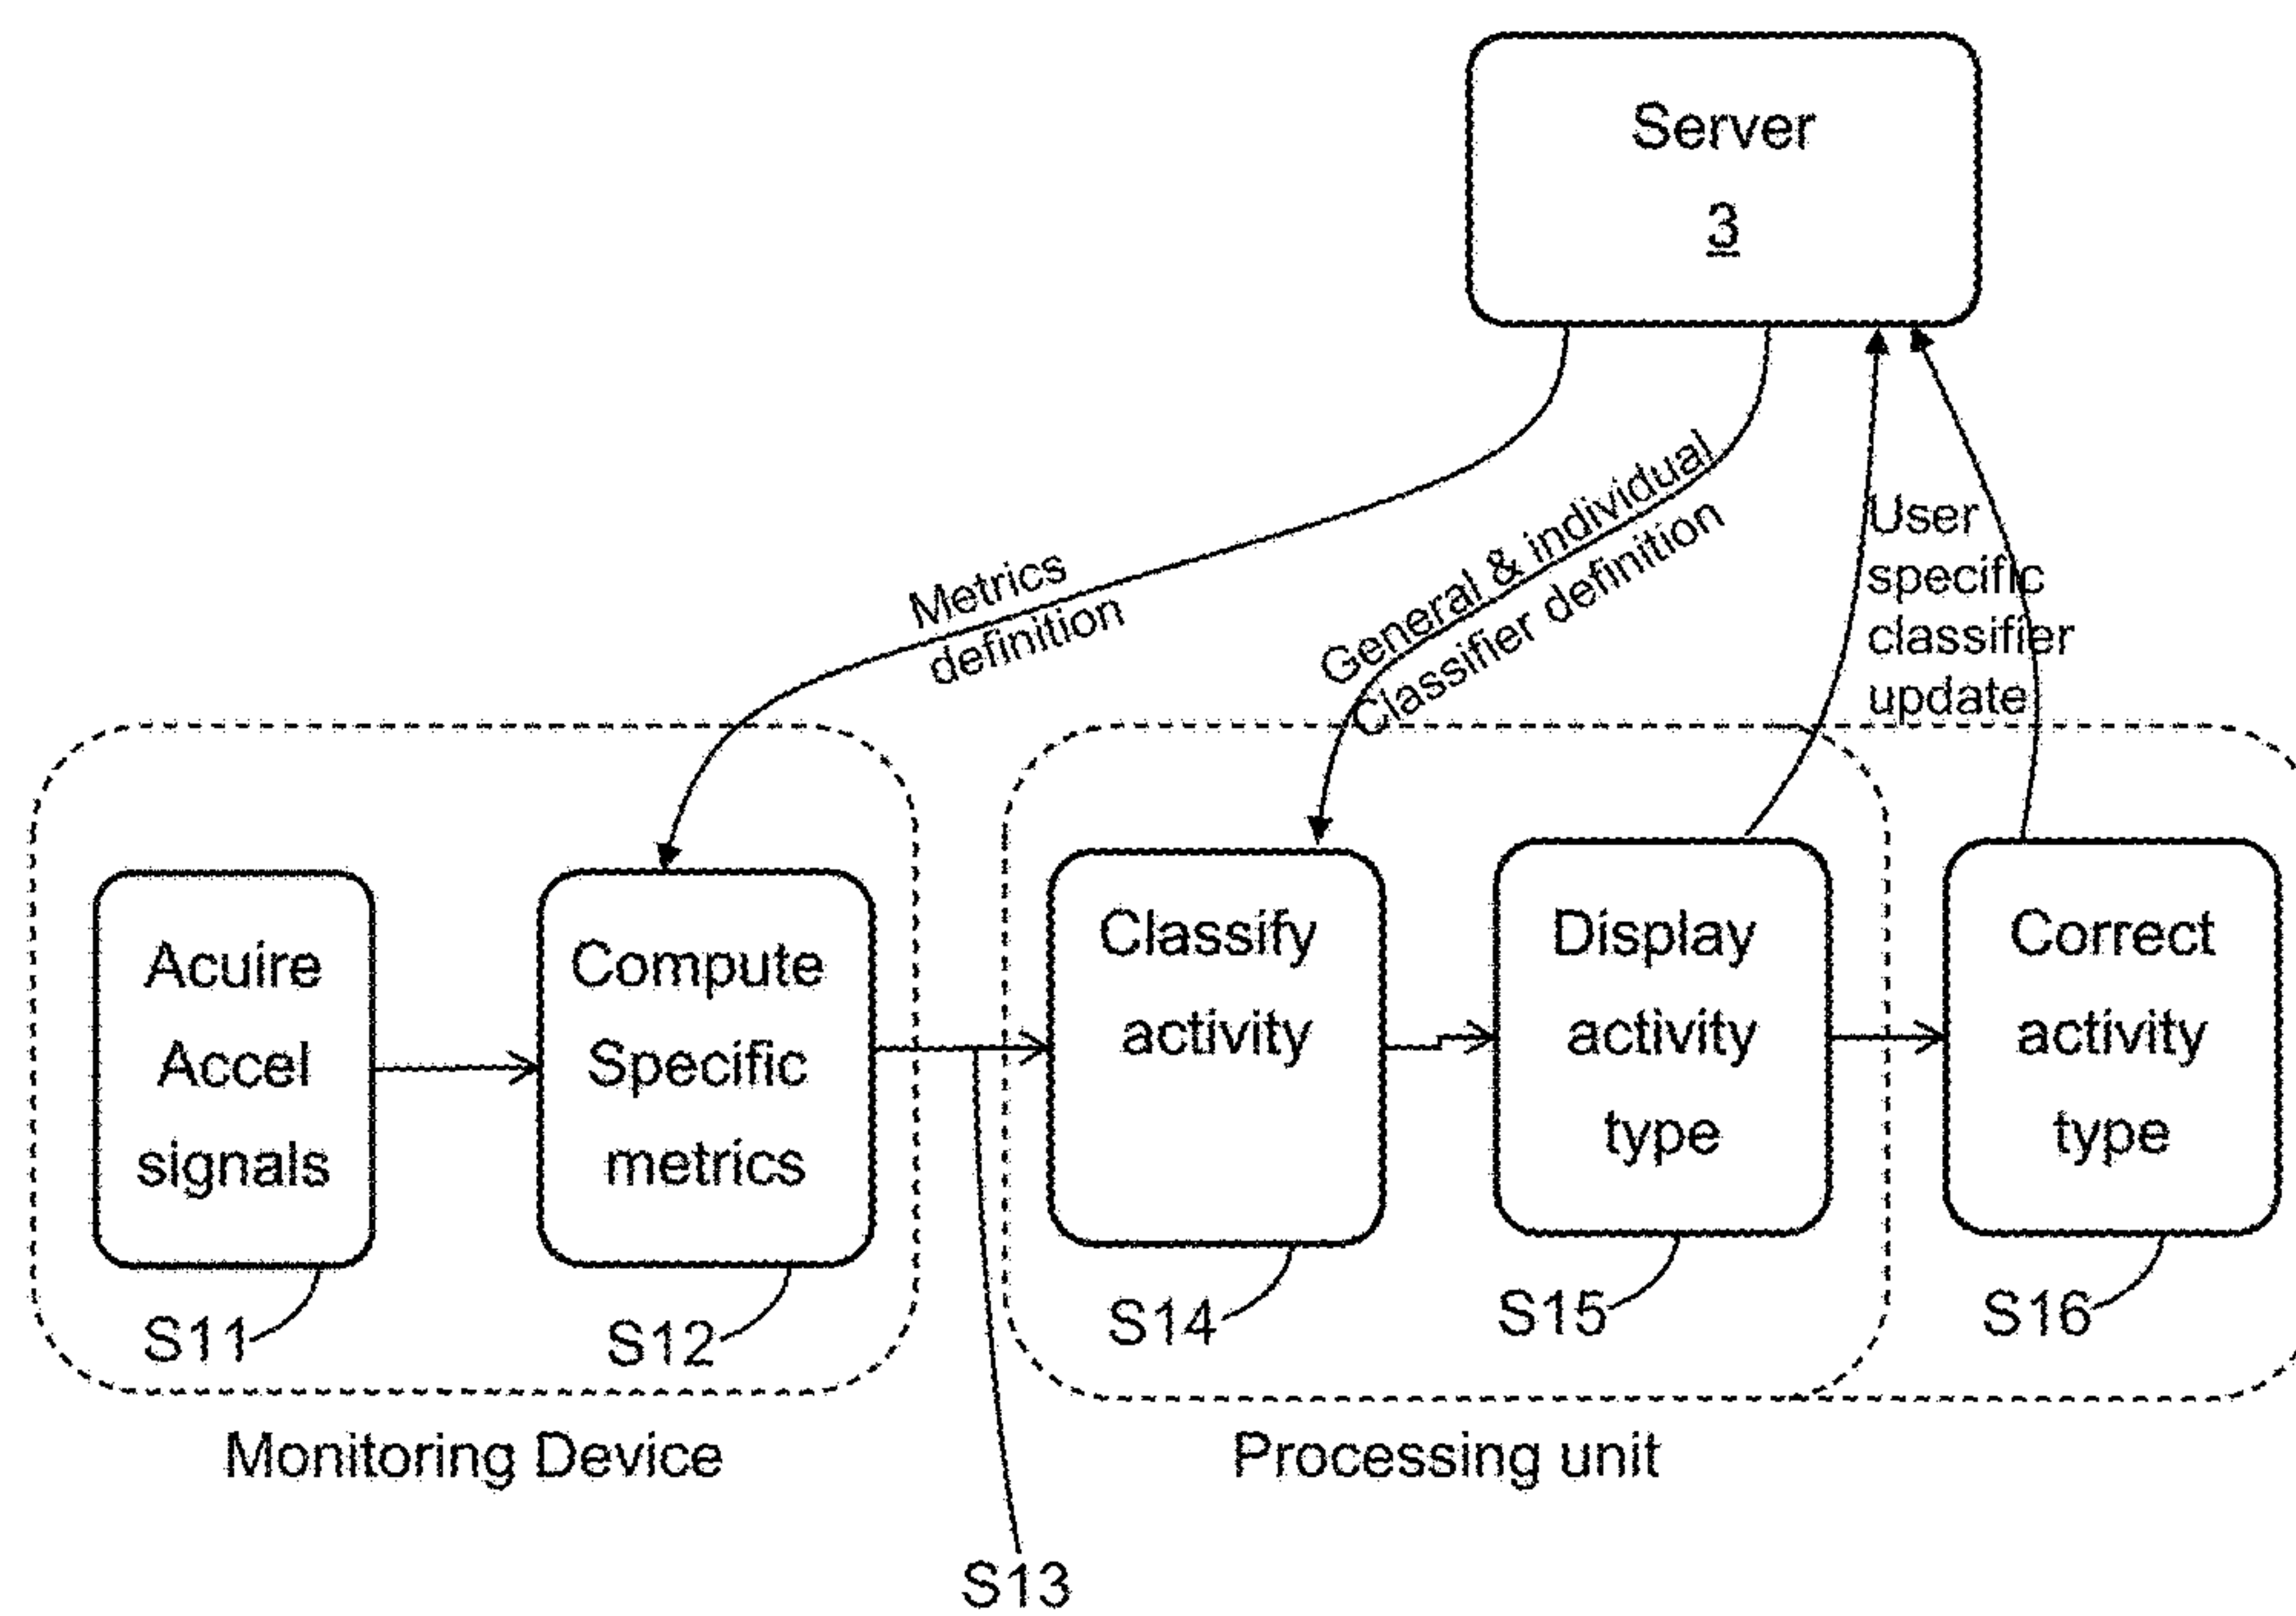 Server
3
Metrics
definition
General & individual
Classifier definition
User
specific
classifier
update
Acuire
Accel
signals
Compute
Specific
metrics
Classify
activity
Display
activity
type
Correct
activity
type
S11
S12
S14
S15
S16
Monitoring Device
Processing unit
S13